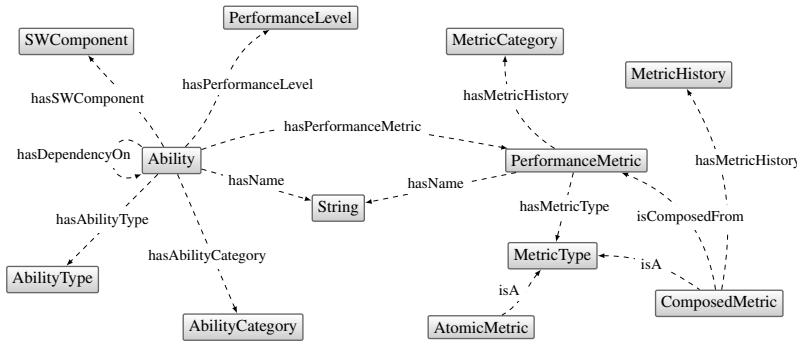 PerformanceLevel
SWComponent
MetricCategory
MetricHistory
hasPerformanceLevel
hasSWComponent
hasMetricHistory
hasPerformanceMetric
hasDependencyOn
Ability
PerformanceMetric
hasMetricHistory
hasName
hasName
String
hasMetricType
isComposedFrom
hasAbilityType
hasAbilityCategory
MetricType
isA
AbilityType
isA
ComposedMetric
AbilityCategory
AtomicMetric